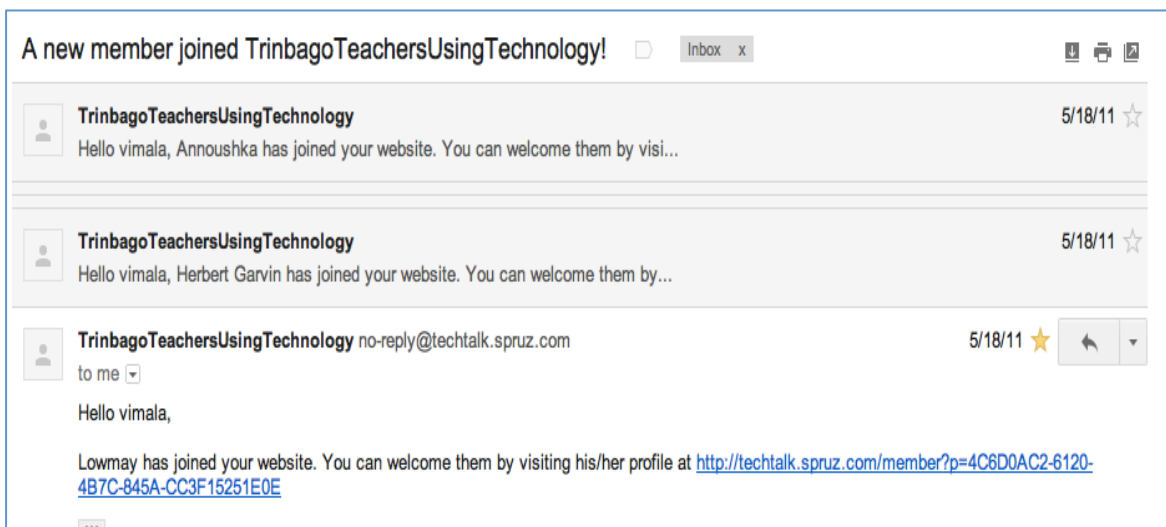 A new member joined TrinbagoTeachersUsingTechnology! Inbox x
TrinbagoTeachersUsingTechnology 5/18/11
Hello vimala, Annoushka has joined your website. You can welcome them by visi...
TrinbagoTeachersUsingTechnology 5/18/11
Hello vimala, Herbert Garvin has joined your website. You can welcome them by...
TrinbagoTeachersUsingTechnology no-reply@techtalk.spruz.com 5/18/11
to me
Hello vimala,
Lowmay has joined your website. You can welcome them by visiting his/her profile at http://techtalk.spruz.com/member?p=4C6D0AC2-6120-
4B7C-845A-CC3F15251E0E